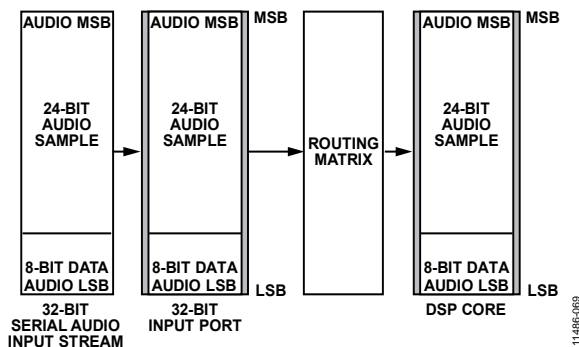 AUDIO MSB
24-BIT
AUDIO
SAMPLE
8-BIT DATA
AUDIO LSB
32-BIT
SERIAL AUDIO
INPUT STREAM
AUDIO MSB
MSB
24-BIT
AUDIO
SAMPLE
8-BIT DATA
AUDIO LSB
LSB
32-BIT
INPUT PORT
ROUTING
MATRIX
AUDIO MSB
MSB
24-BIT
AUDIO
SAMPLE
8-BIT DATA
AUDIO LSB
LSB
DSP CORE
11486-069